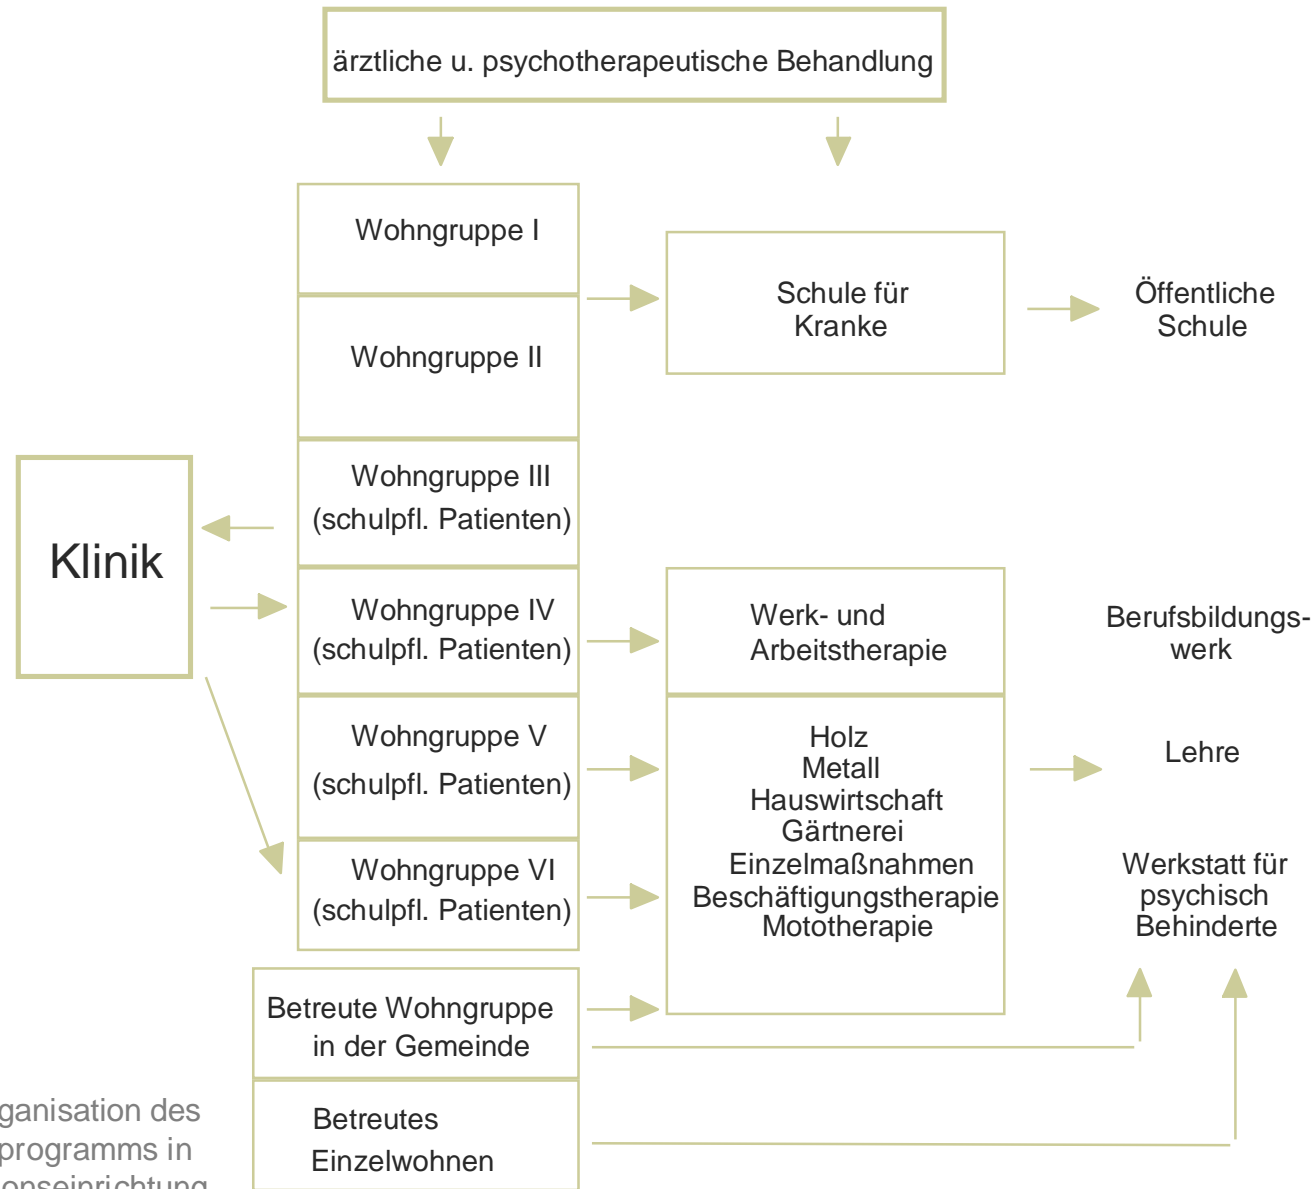 ärztliche u. psychotherapeutische Behandlung
Wohngruppe I
Wohngruppe II
Wohngruppe III
(schulpfl. Patienten)
Wohngruppe IV
(schulpfl. Patienten)
Wohngruppe V
(schulpfl. Patienten)
Wohngruppe VI
(schulpfl. Patienten)
Betreute Wohngruppe
in der Gemeinde
Betreutes
Einzelwohnen
Klinik
Schule für
Kranke
Öffentliche
Schule
Werk- und
Arbeitstherapie
Holz
Metall
Hauswirtschaft
Gärtnerei
Einzelmaßnahmen
Beschäftigungstherapie
Mototherapie
Berufsbildungs-
werk
Lehre
Werkstatt für
psychisch
Behinderte
ganisation des
programms in
onseinrichtung